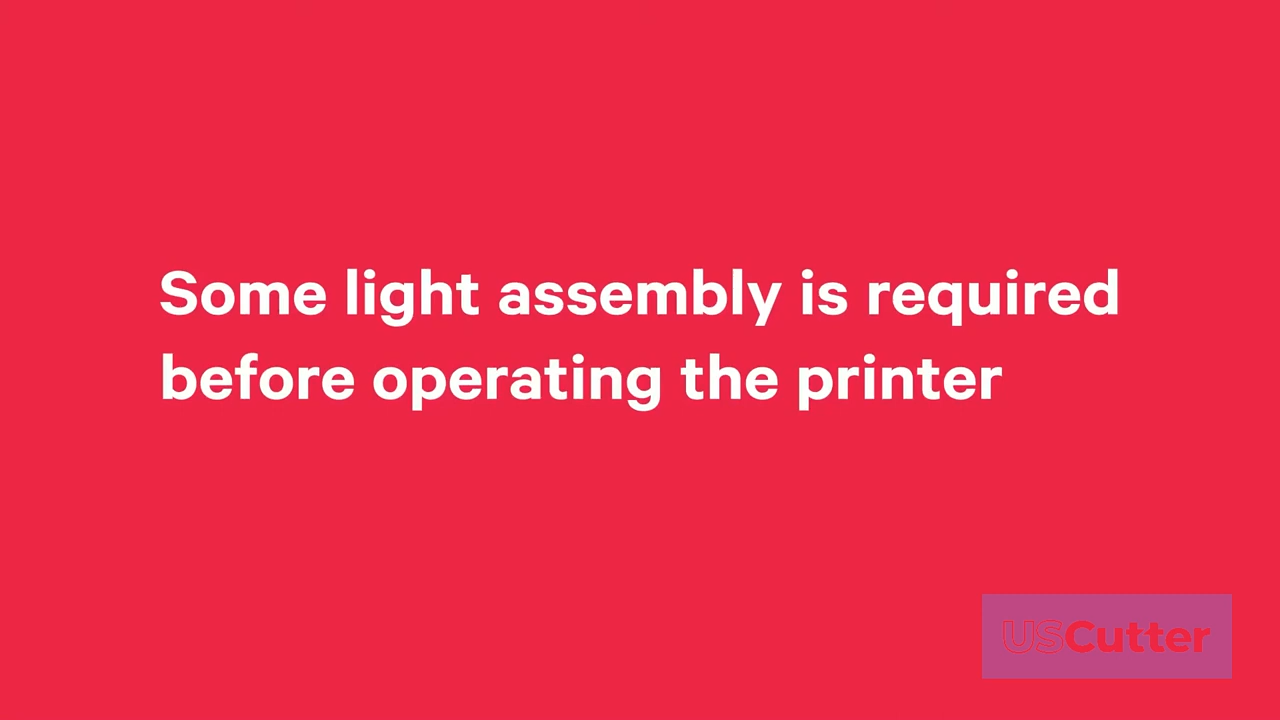 Some light assembly is required
before operating the printer
USCutter